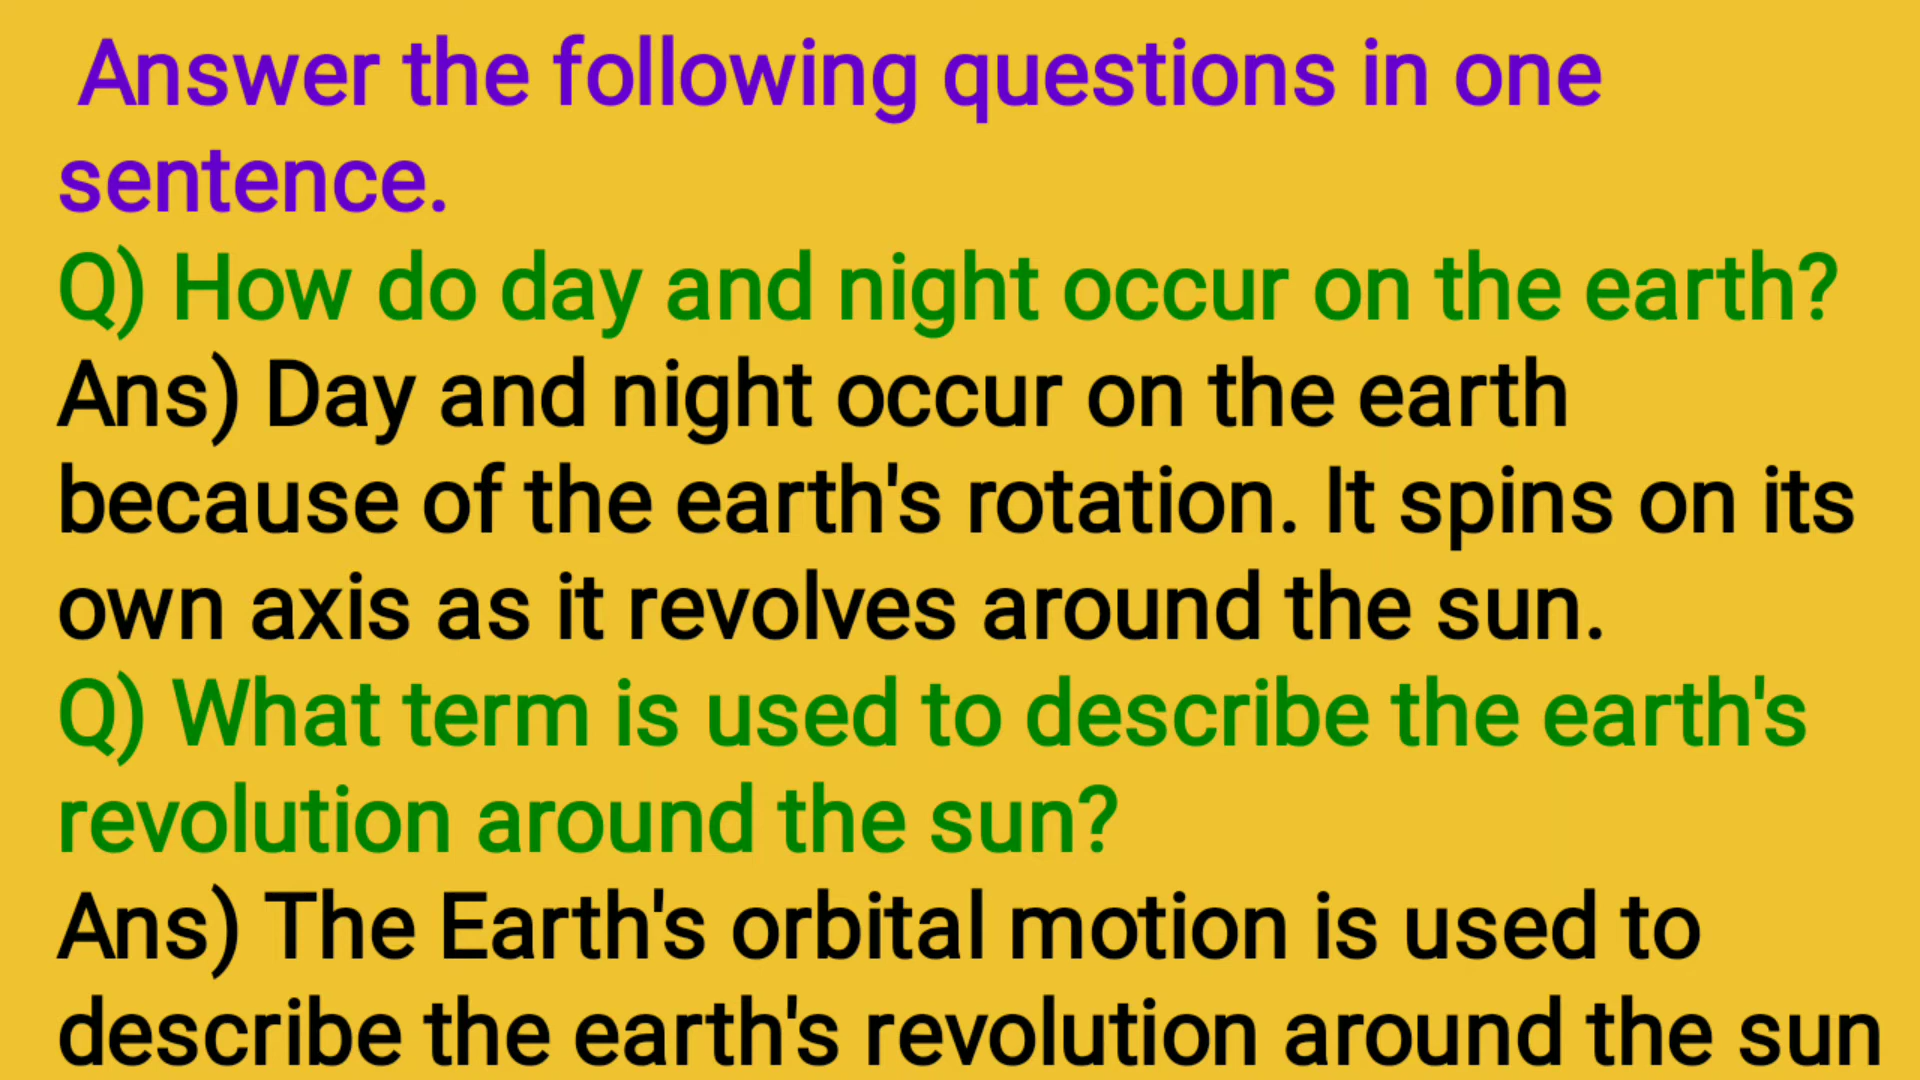 Answer the following questions in one
sentence.
Q) How do day and night occur on the earth?
Ans) Day and night occur on the earth
because of the earth's rotation. It spins on its
own axis as it revolves around the sun.
Q) What term is used to describe the earth's
revolution around the sun?
Ans) The Earth's orbital motion is used to
describe the earth's revolution around the sun